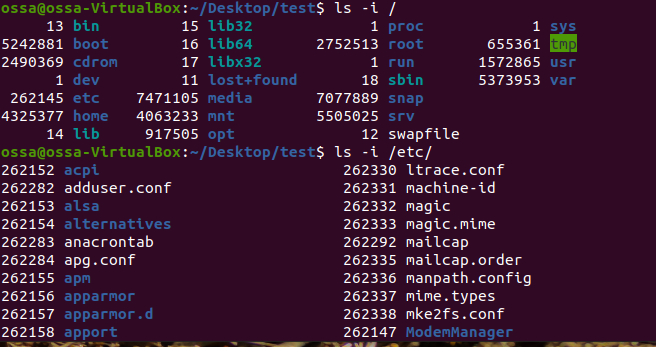 ossa@ossa-VirtualBox:~/Desktop/test$ ls -i /
     13 bin        15 lib32            1 proc        1 sys
5242881 boot       16 lib64      2752513 root   655361 tmp
2490369 cdrom      17 libx32           1 run   1572865 usr
      1 dev        11 lost+found      18 sbin  5373953 var
 262145 etc   7471105 media      7077889 snap
4325377 home  4063233 mnt        5505025 srv
     14 lib    917505 opt             12 swapfile
ossa@ossa-VirtualBox:~/Desktop/test$ ls -i /etc/
262152 acpi                       262330 ltrace.conf
262282 adduser.conf               262331 machine-id
262153 alsa                       262332 magic
262154 alternatives               262333 magic.mime
262283 anacrontab                 262292 mailcap
262284 apg.conf                   262335 mailcap.order
262155 apm                        262336 manpath.config
262156 apparmor                   262337 mime.types
262157 apparmor.d                 262338 mke2fs.conf
262158 apport                     262147 ModemManager